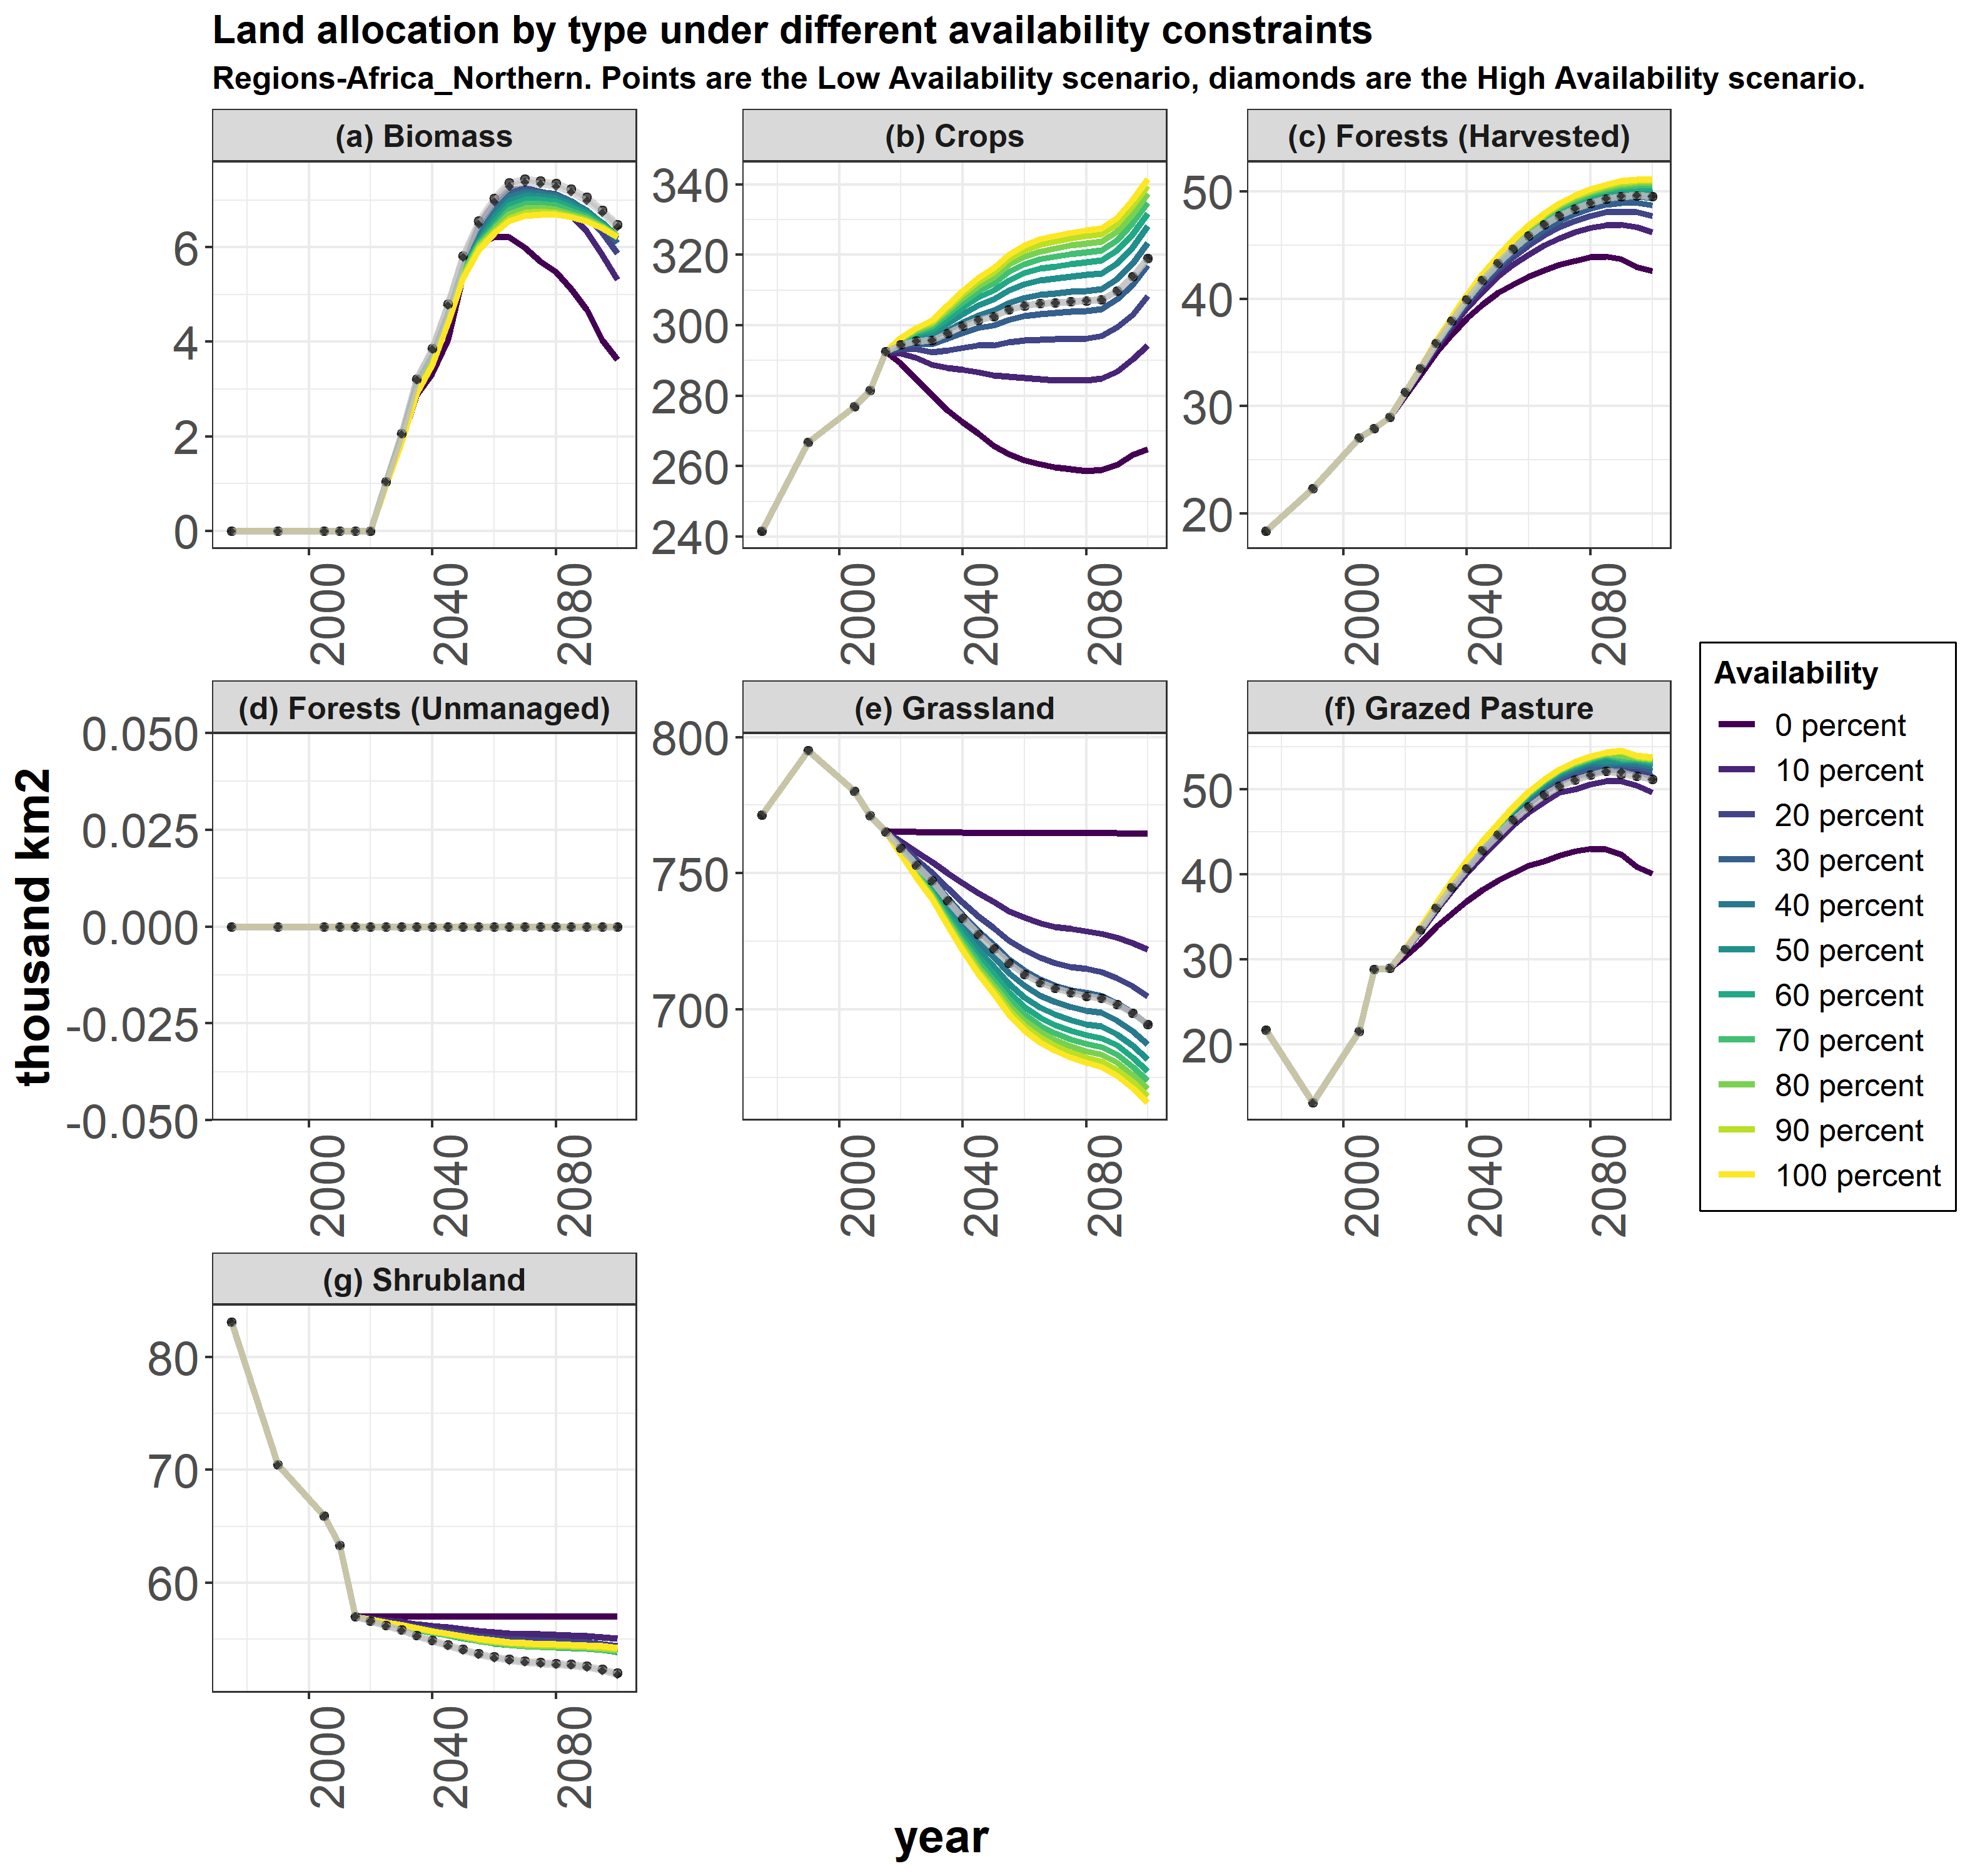 Land allocation by type under different availability constraints
Regions-Africa_Northern. Points are the Low Availability scenario, diamonds are the High Availability scenario.
(a) Biomass
(b) Crops
(c) Forests (Harvested)
6
4
2
0
340
320
300
280
260
240
50
40
30
20
2000
2040
2080
2000
2040
2080
2000
2040
2080
(d) Forests (Unmanaged)
(e) Grassland
(f) Grazed Pasture
0.050
0.025
0.000
-0.025
-0.050
800
750
700
50
40
30
20
2000
2040
2080
2000
2040
2080
2000
2040
2080
(g) Shrubland
80
70
60
2000
2040
2080
thousand km2
year
Availability
0 percent
10 percent
20 percent
30 percent
40 percent
50 percent
60 percent
70 percent
80 percent
90 percent
100 percent